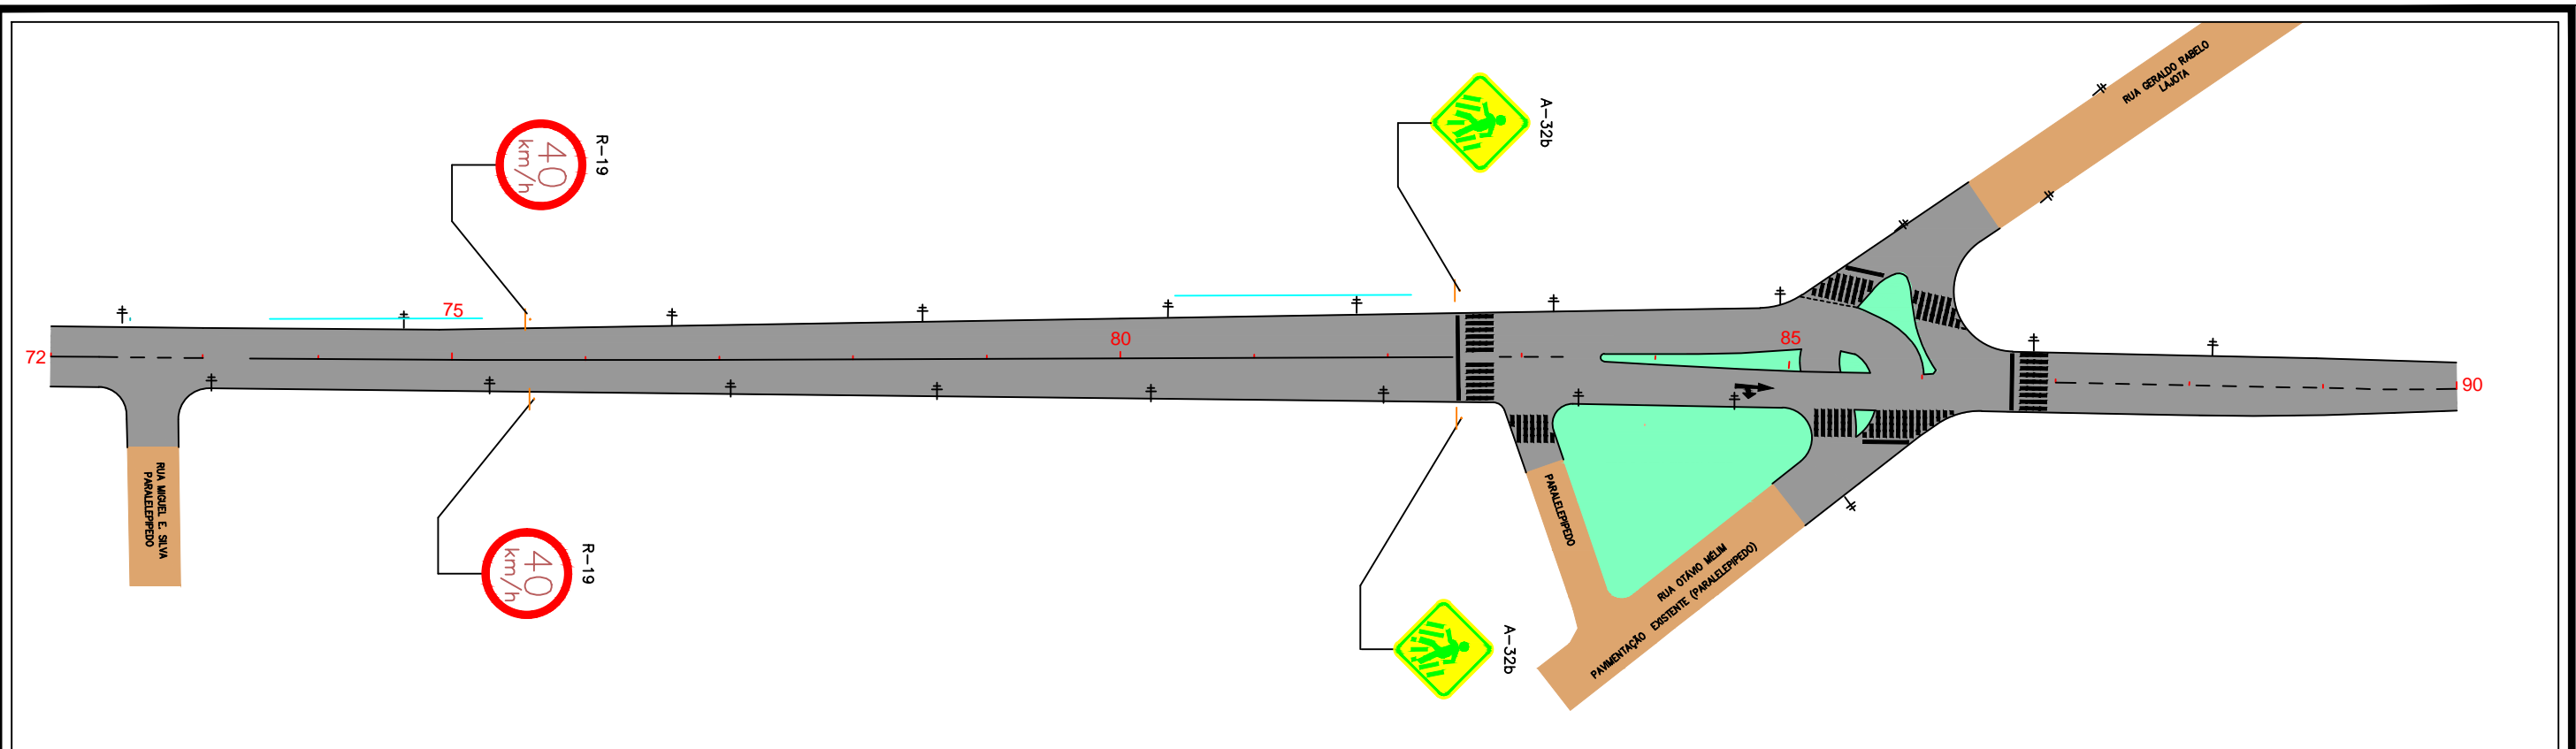 RUA GERALDO RABELO
LAJOTA
A-32b
R-19
40
km/h
75
80
85
72
90
RUA MIGUEL E. SILVA
PARALELEPIPEDO
PARALELEPIPEDO
RUA OTÁVIO MÉLIM
PAVIMENTAÇÃO EXISTENTE (PARALELEPIPEDO)
R-19
40
km/h
A-32b